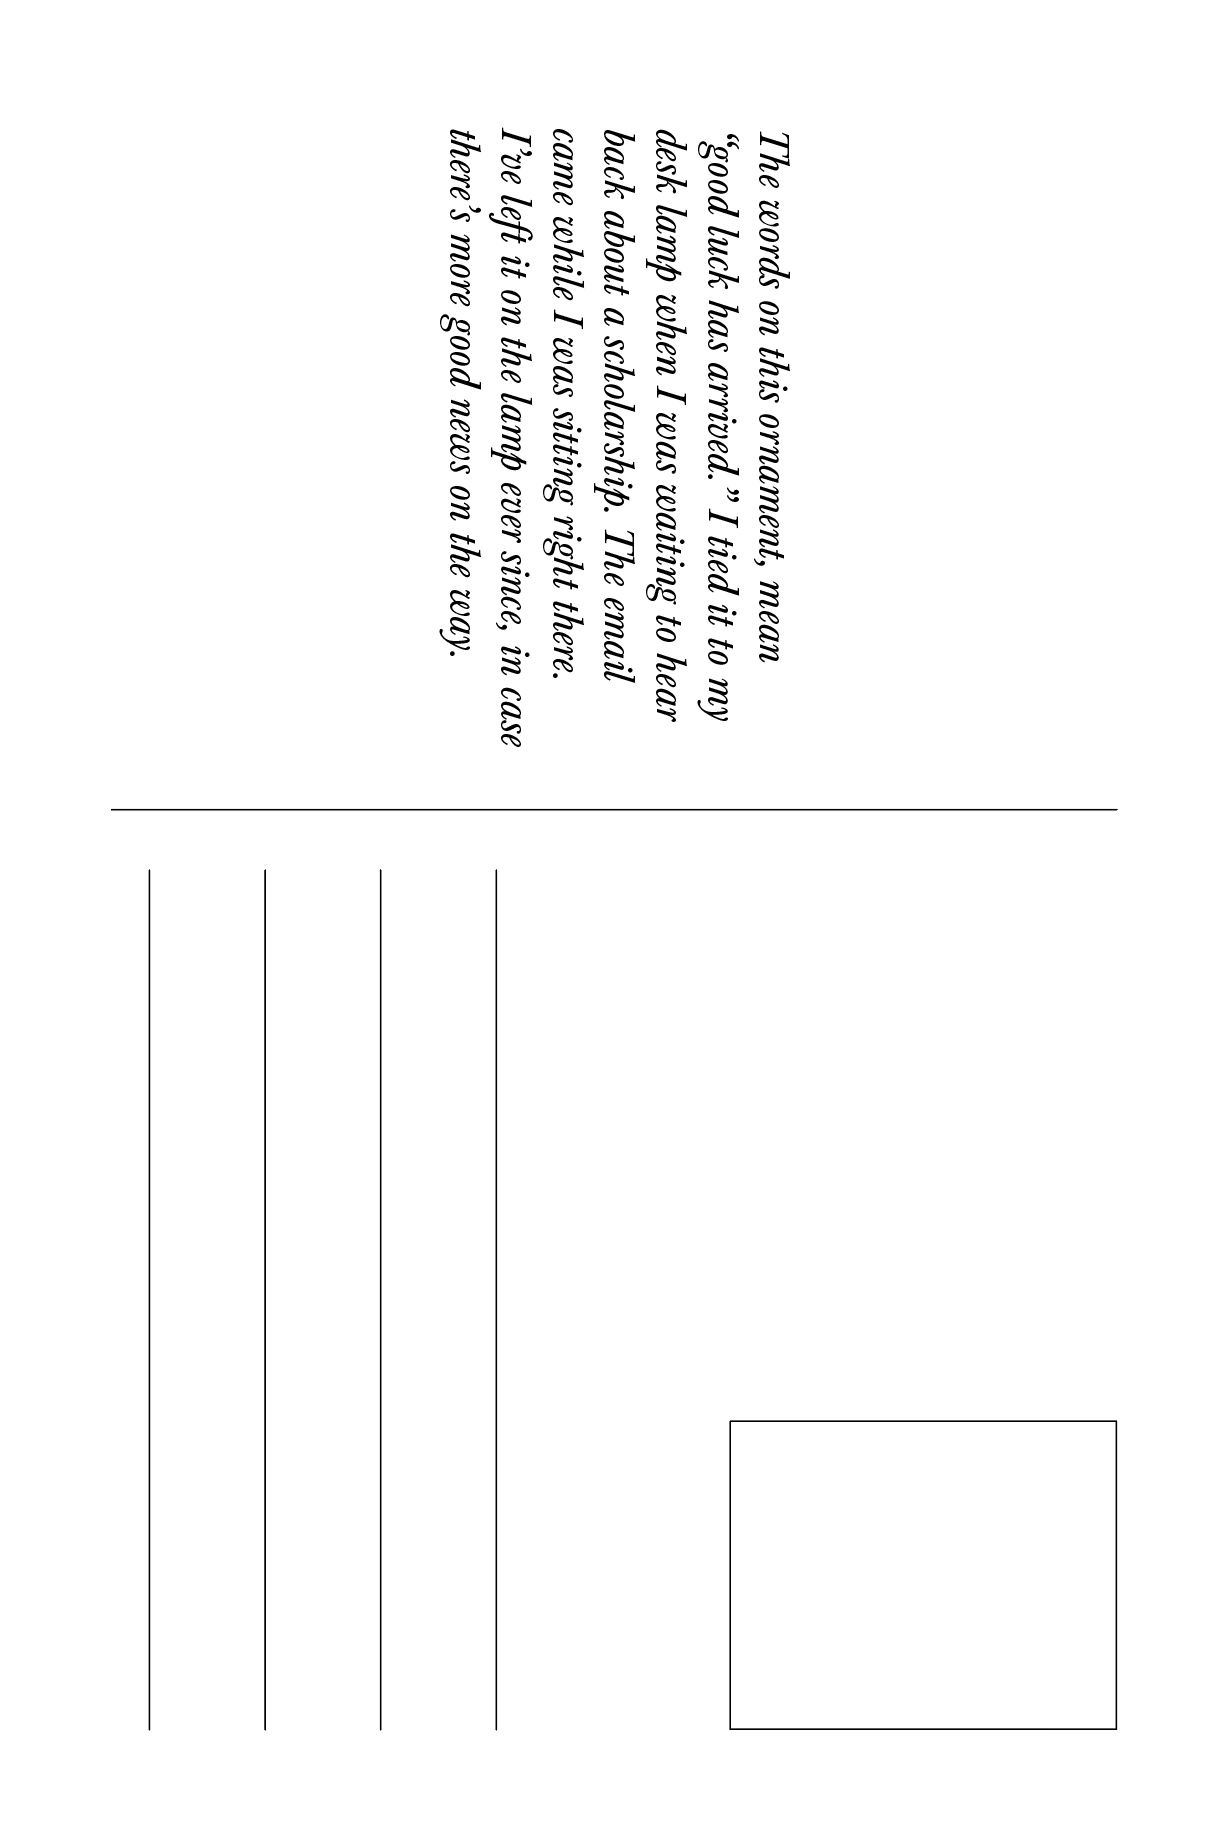 The words on this ornament, mean
“good luck has arrived.” I tied it to my
desk lamp when I was waiting to hear
back about a scholarship. The email
came while I was sitting right there.
I’ve left it on the lamp ever since, in case
there’s more good news on the way.